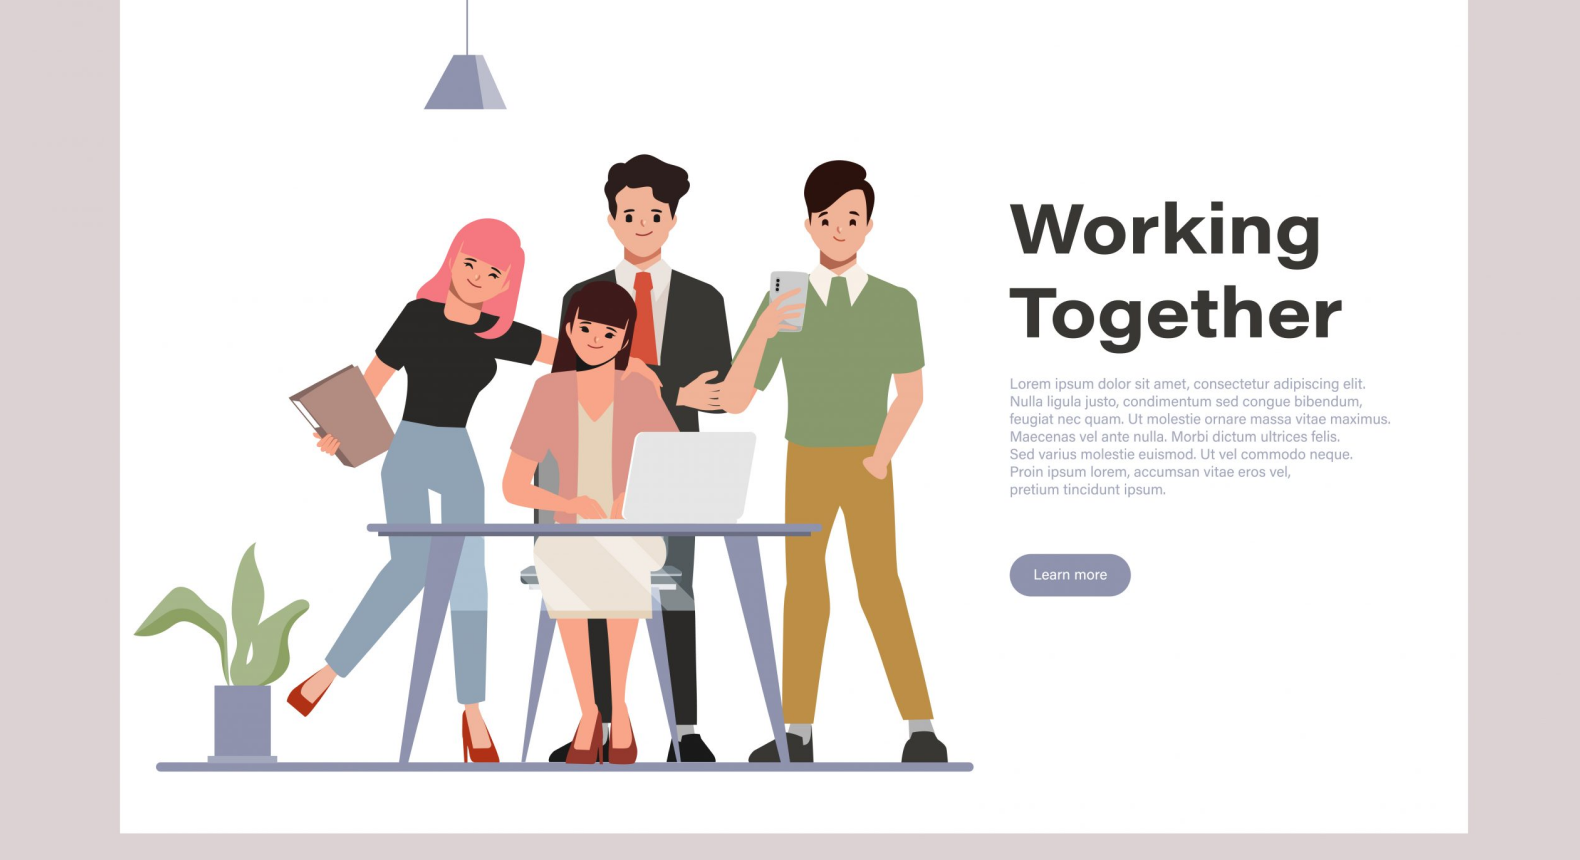 Working
Together
Lorem ipsum dolor sit amet, consectetur adipiscing elit.
Nulla ligula justo, condimentum sed congue bibendum,
feugiat nec quam. Ut molestie ornare massa vitae maximus.
Maecenas vel ante nulla. Morbi dictum ultrices felis.
Sed varius molestie euismod. Ut vel commodo neque.
Proin ipsum lorem, accumsan vitae eros vel,
pretium tincidunt ipsum.
Learn more